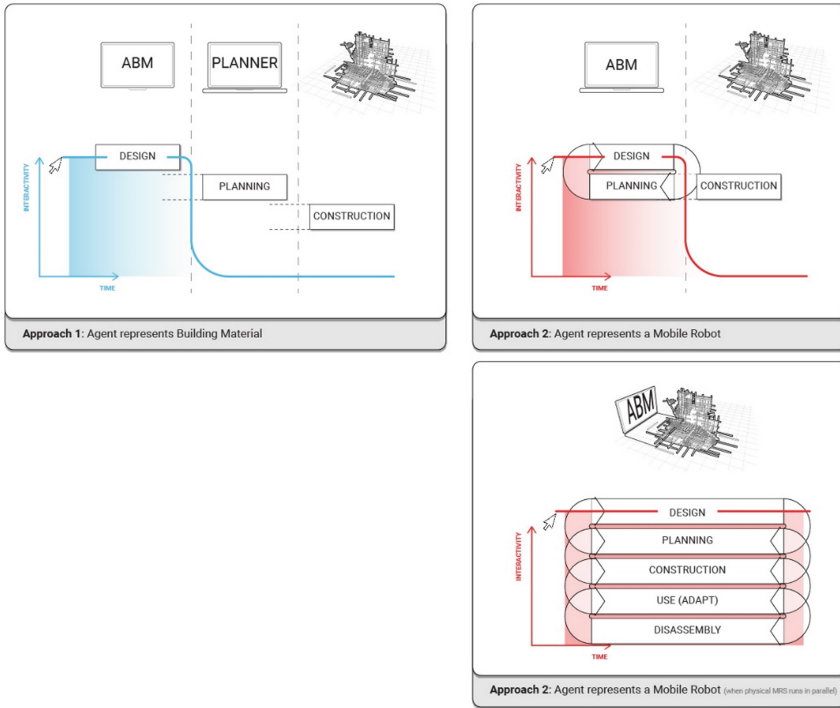 ABM
PLANNER
INTERACTIVITY
DESIGN
PLANNING
CONSTRUCTION
TIME
Approach 1: Agent represents Building Material
ABM
INTERACTIVITY
DESIGN
PLANNING
CONSTRUCTION
TIME
Approach 2: Agent represents a Mobile Robot
ABM
INTERACTIVITY
DESIGN
PLANNING
CONSTRUCTION
USE (ADAPT)
DISASSEMBLY
TIME
Approach 2: Agent represents a Mobile Robot (when physical MRS runs in parallel)